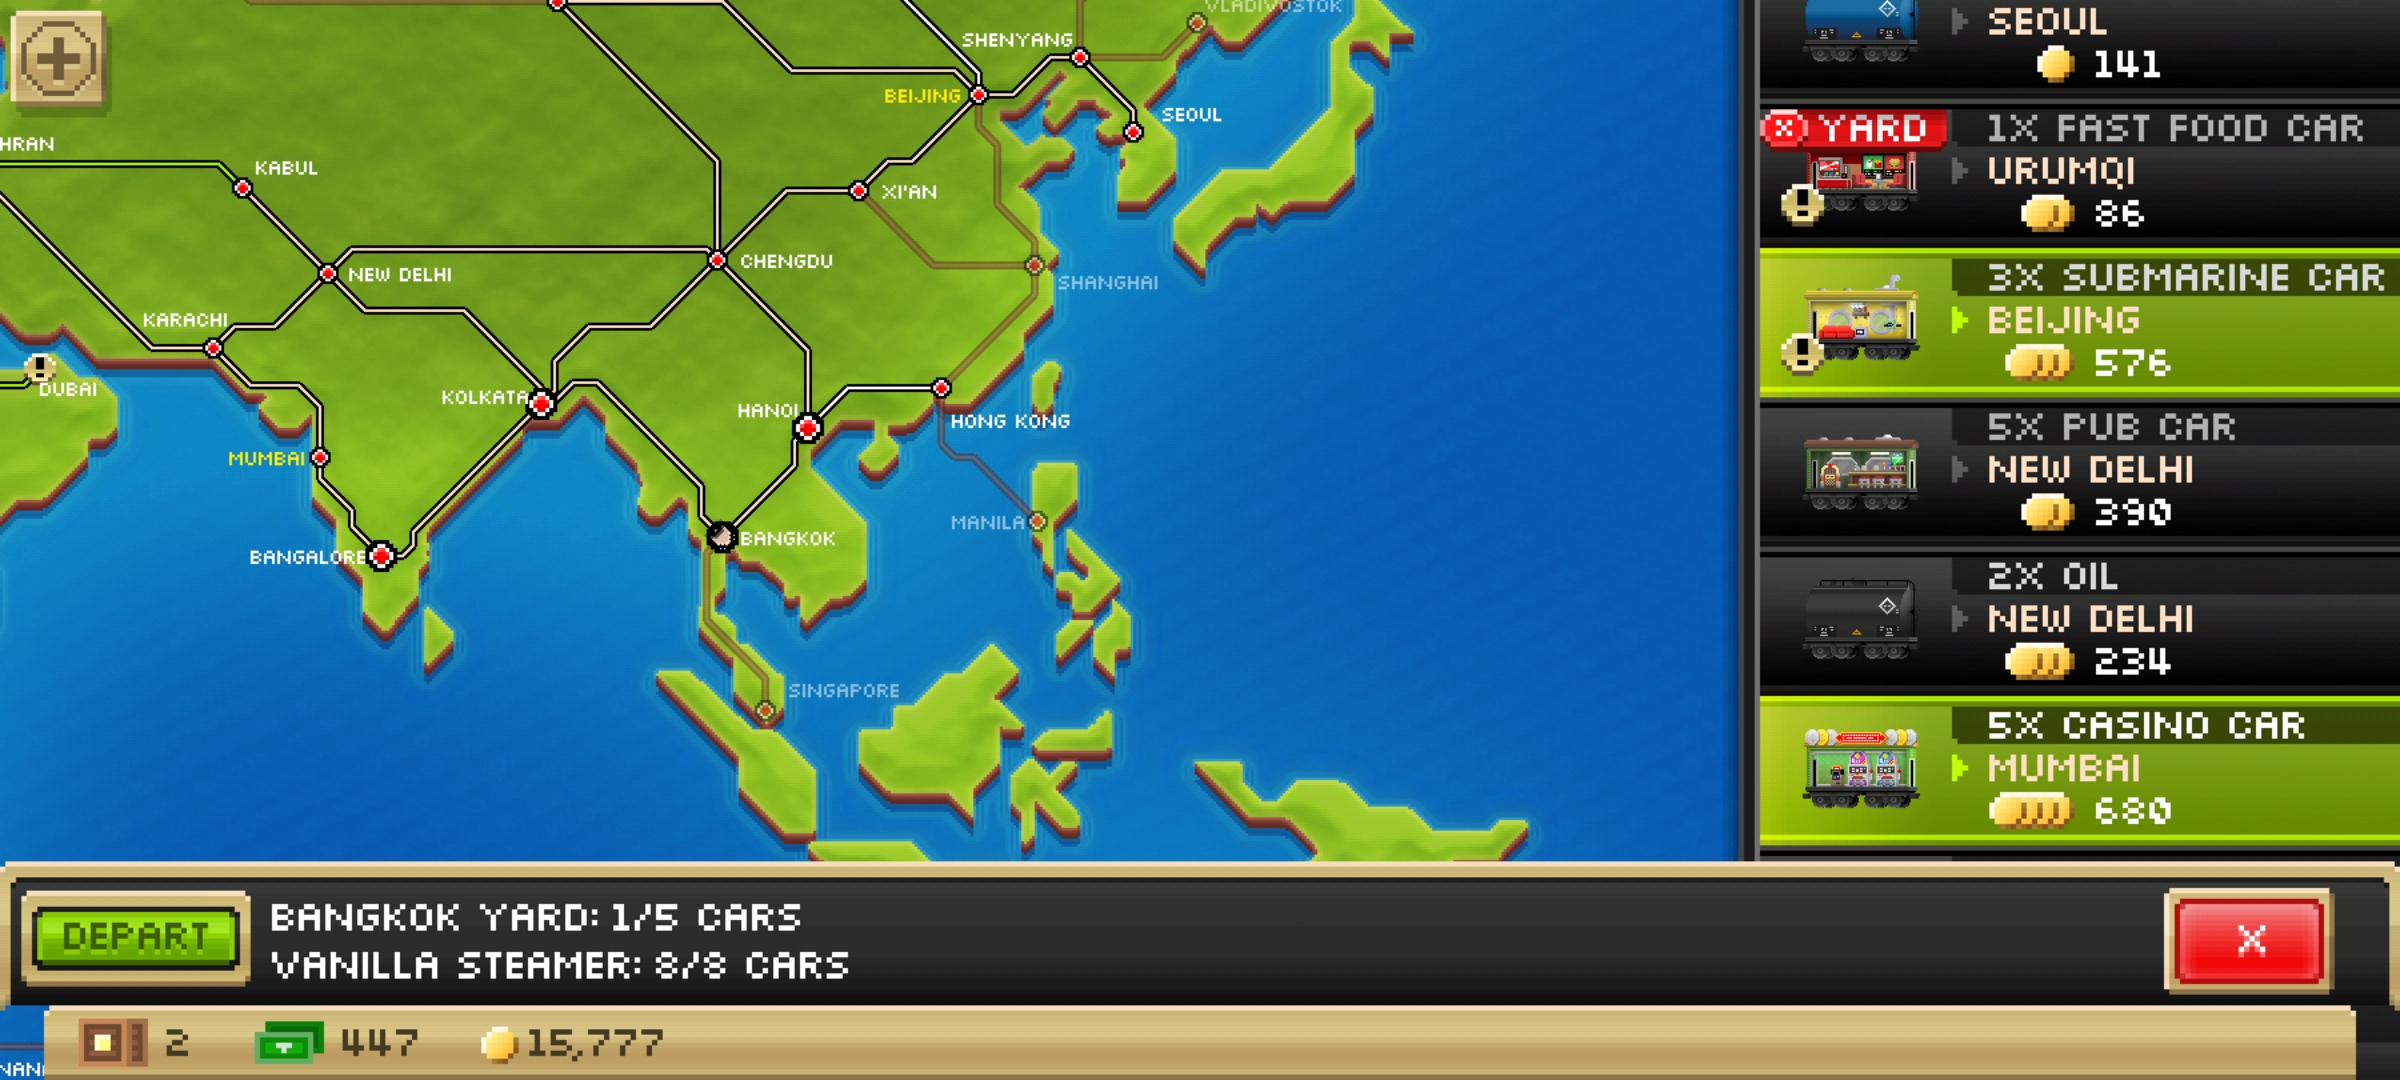 VLADIVOSTOK
SHENYANG
BEIJING
SEOUL
HRAN
KABUL
XI'AN
NEW DELHI
CHENGDU
SHANGHAI
KARACHI
DUBAI
KOLKATA
HANOI
HONG KONG
MUMBAI
MANILA
BANGKOK
BANGALORE
SINGAPORE
SEOUL
141
YARD
1X FAST FOOD CAR
URUMQI
86
3X SUBMARINE CAR
BEIJING
576
5X PUB CAR
NEW DELHI
390
2X OIL
NEW DELHI
234
5X CASINO CAR
MUMBAI
680
DEPART
BANGKOK YARD: 1/5 CARS
VANILLA STEAMER: 8/8 CARS
X
2
447
15,777